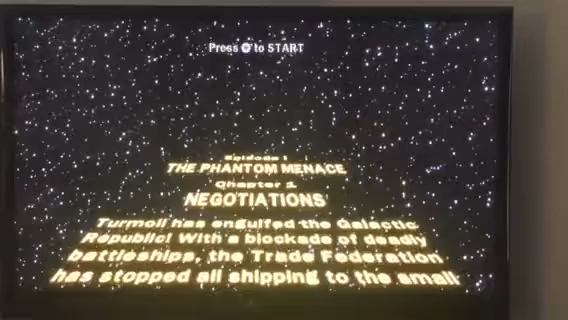 Press to START
Episode I
THE PHANTOM MENACE
Chapter 1
NEGOTIATIONS
Turmoil has engulfed the Galactic
Republic! With a blockade of deadly
battleships, the Trade Federation
has stopped all shipping to the small